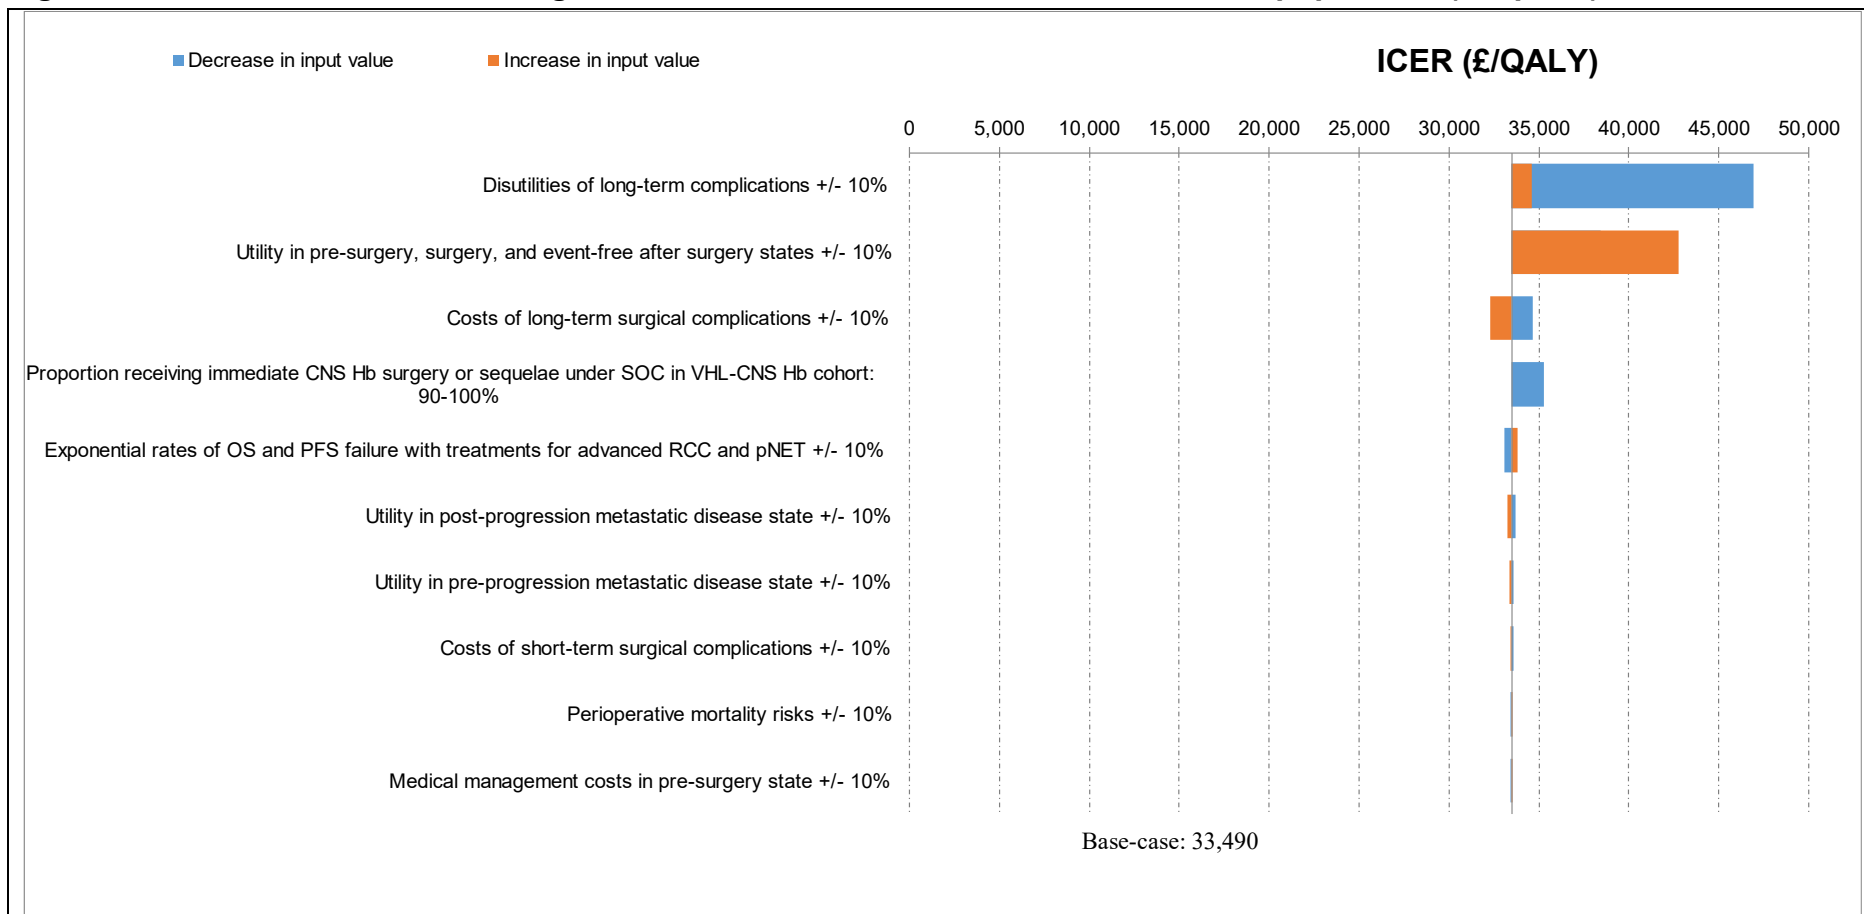 Decrease in input value
Increase in input value
ICER (£/QALY)
0 5,000 10,000 15,000 20,000 25,000 30,000 35,000 40,000 45,000 50,000
Disutilities of long-term complications +/- 10%
Utility in pre-surgery, surgery, and event-free after surgery states +/- 10%
Costs of long-term surgical complications +/- 10%
Proportion receiving immediate CNS Hb surgery or sequelae under SOC in VHL-CNS Hb cohort:
90-100%
Exponential rates of OS and PFS failure with treatments for advanced RCC and pNET +/- 10%
Utility in post-progression metastatic disease state +/- 10%
Utility in pre-progression metastatic disease state +/- 10%
Costs of short-term surgical complications +/- 10%
Perioperative mortality risks +/- 10%
Medical management costs in pre-surgery state +/- 10%
Base-case: 33,490